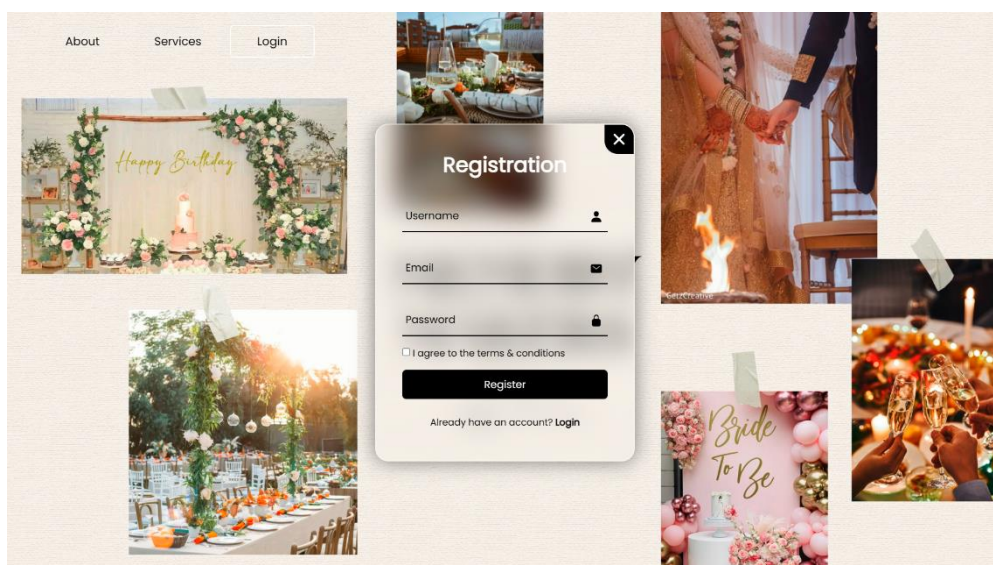 About
Services
Login
Happy Birthday
Registration
Username
Email
Password
I agree to the terms & conditions
Register
Already have an account? Login
GetzCreative
Bride
To Be